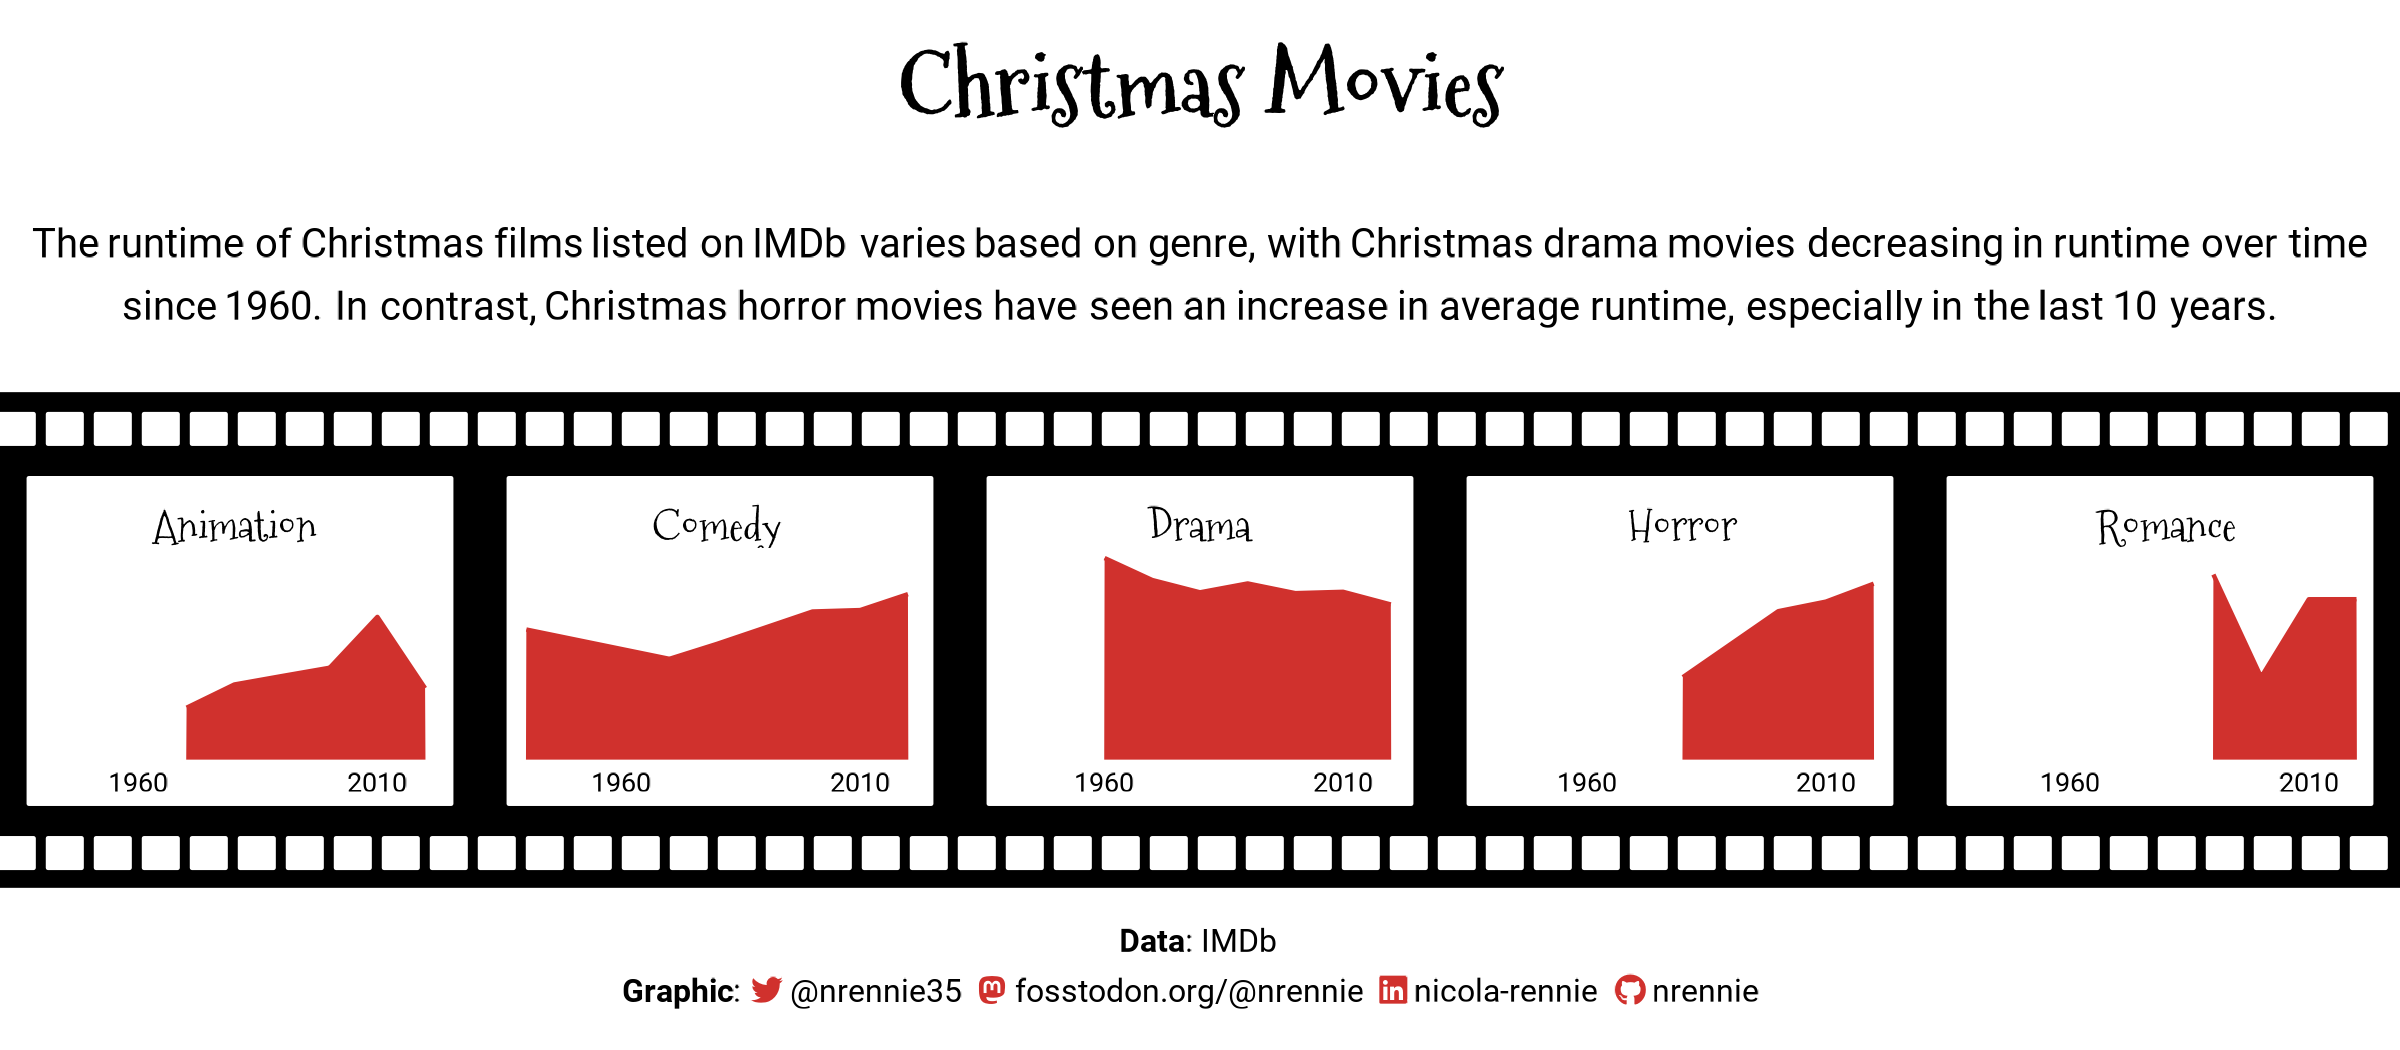 Christmas Movies
The runtime of Christmas films listed on IMDb varies based on genre, with Christmas drama movies decreasing in runtime over time
since 1960. In contrast, Christmas horror movies have seen an increase in average runtime, especially in the last 10 years.
Animation
1960 2010
Comedy
1960 2010
Drama
1960 2010
Horror
1960 2010
Romance
1960 2010
Data: IMDb
Graphic: @nrennie35 fosstodon.org/@nrennie nicola-rennie nrennie